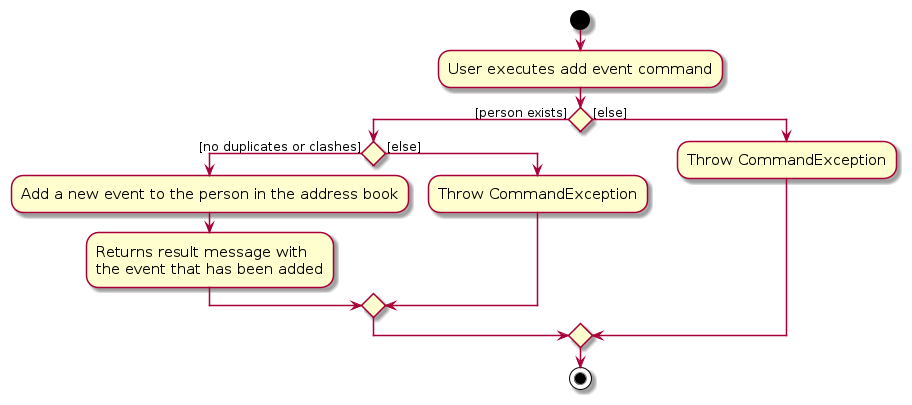 User executes add event command
[person exists]
[else]
[no duplicates or clashes]
[else]
Throw CommandException
Add a new event to the person in the address book
Throw CommandException
Returns result message with
the event that has been added